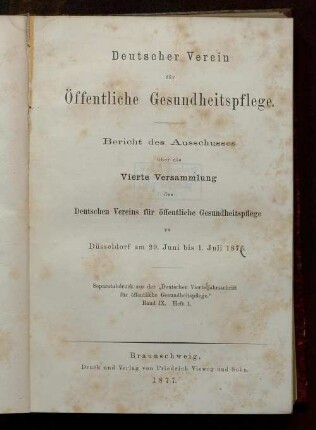 Deutscher Verein
für
Öffentliche Gesundheitspflege.
Bericht des Ausschusses
über die
Vierte Versammlung
des
Deutschen Vereins für öffentliche Gesundheitspflege
zu
Düsseldorf am 29. Juni bis 1. Juli 1876.
Separatabdruck aus der „Deutschen Vierteljahrsschrift
für öffentliche Gesundheitspflege."
Band IX. Heft 1.
Braunschweig,
Druck und Verlag von Friedrich Vieweg und Sohn.
1877.